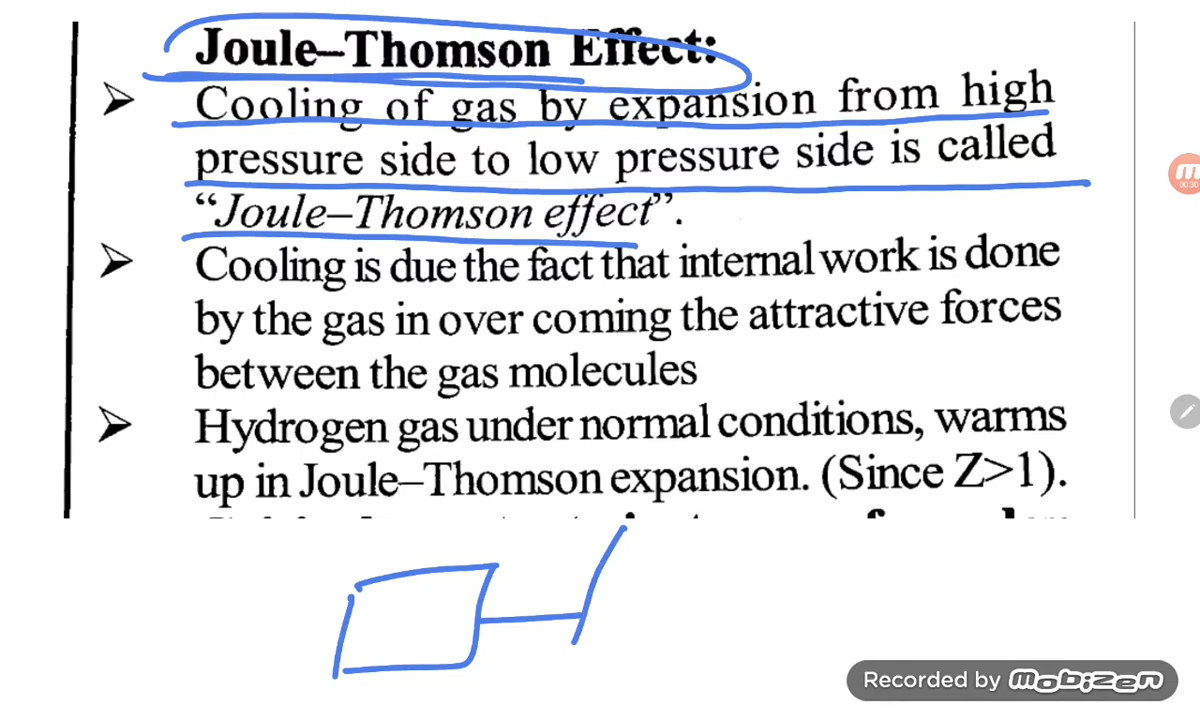 Joule–Thomson Effect:
➢ Cooling of gas by expansion from high
pressure side to low pressure side is called
“Joule–Thomson effect”.
➢ Cooling is due the fact that internal work is done
by the gas in over coming the attractive forces
between the gas molecules
➢ Hydrogen gas under normal conditions, warms
up in Joule–Thomson expansion. (Since Z>1).
00:30
Recorded by mobizen